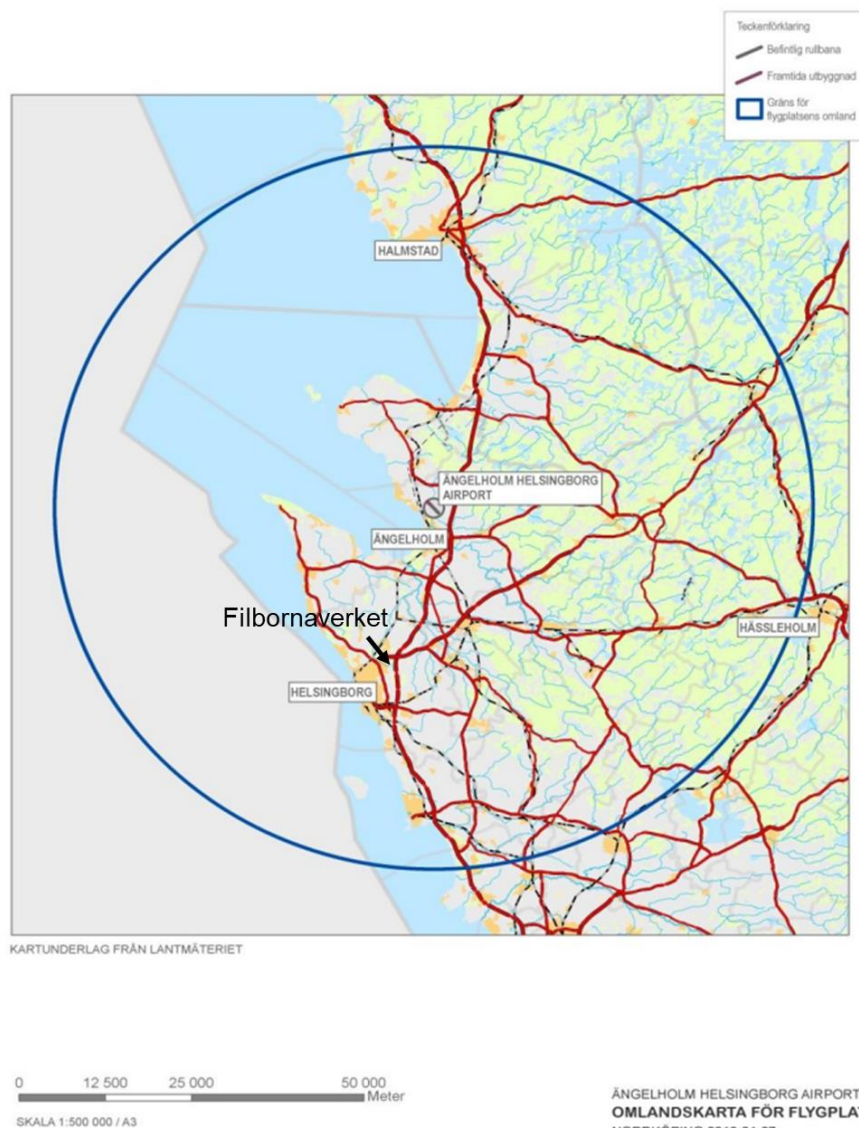 Teckenförklaring
Befintlig rullbana
Framtida utbyggnad
Gräns för
flygplatsens omland
HALMSTAD
ÄNGELHOLM HELSINGBORG
AIRPORT
ÄNGELHOLM
Filbornaverket
HÄSSLEHOLM
HELSINGBORG
KARTUNDERLAG FRÅN LANTMÄTERIET
0 12 500 25 000 50 000
Meter
SKALA 1:500 000 / A3
ÄNGELHOLM HELSINGBORG AIRPORT
OMLANDSKARTA FÖR FLYGPLAT